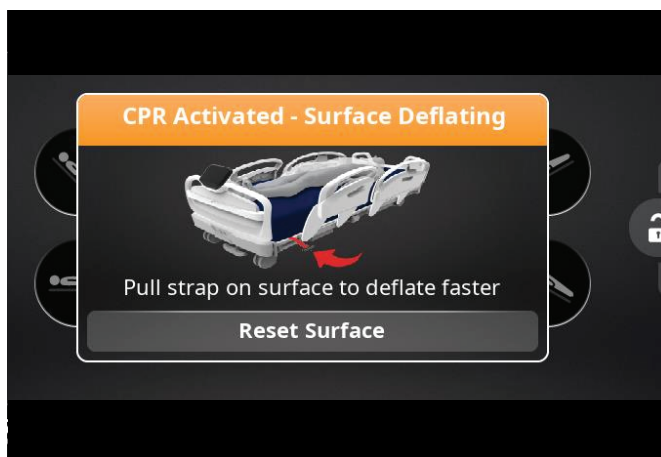 CPR Activated - Surface Deflating
Pull strap on surface to deflate faster
Reset Surface